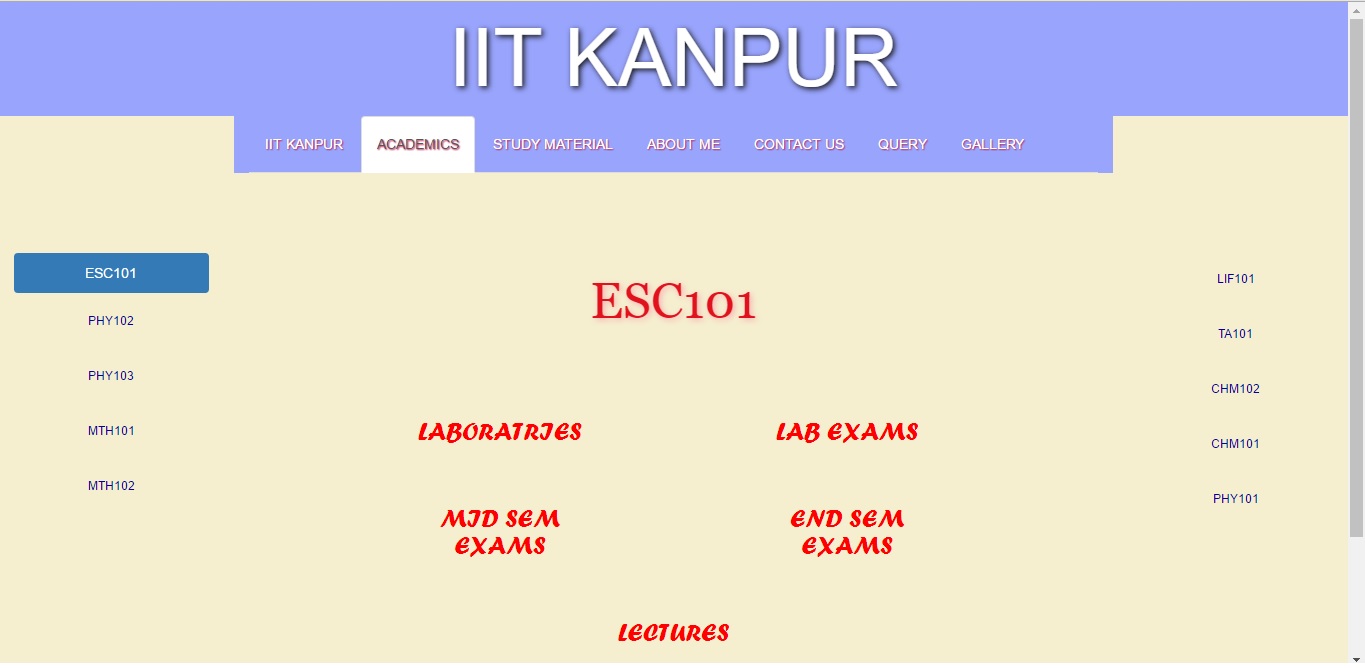 IIT KANPUR
IIT KANPUR ACADEMICS STUDY MATERIAL ABOUT ME CONTACT US QUERY GALLERY
ESC101
PHY102
PHY103
MTH101
MTH102
ESC101
LABORATRIES LAB EXAMS
MID SEM
EXAMS
END SEM
EXAMS
LECTURES
LIF101
TA101
CHM102
CHM101
PHY101